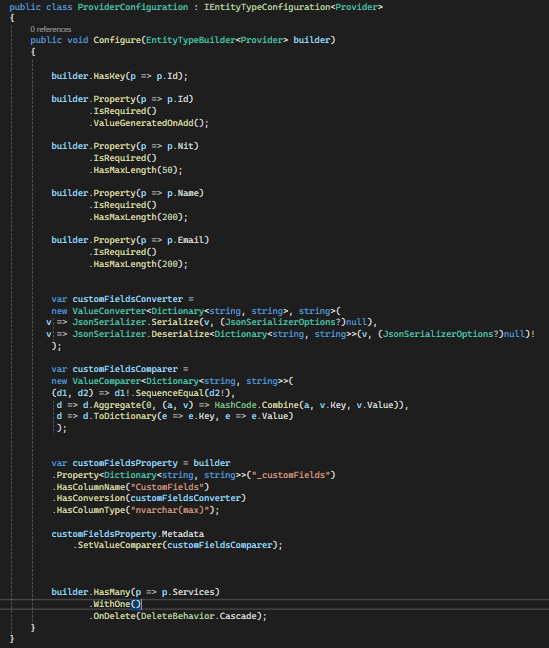 public class ProviderConfiguration : IEntityTypeConfiguration<Provider>
{
0 references
public void Configure(EntityTypeBuilder<Provider> builder)
{
builder.HasKey(p => p.Id);
builder.Property(p => p.Id)
.IsRequired()
.ValueGeneratedOnAdd();
builder.Property(p => p.Nit)
.IsRequired()
.HasMaxLength(50);
builder.Property(p => p.Name)
.IsRequired()
.HasMaxLength(200);
builder.Property(p => p.Email)
.IsRequired()
.HasMaxLength(200);
var customFieldsConverter =
new ValueConverter<Dictionary<string, string>, string>(
v => JsonSerializer.Serialize(v, (JsonSerializerOptions?)null),
v => JsonSerializer.Deserialize<Dictionary<string, string>>(v, (JsonSerializerOptions?)null)!
);
var customFieldsComparer =
new ValueComparer<Dictionary<string, string>>(
(d1, d2) => d1!.SequenceEqual(d2!),
d => d.Aggregate(0, (a, v) => HashCode.Combine(a, v.Key, v.Value)),
d => d.ToDictionary(e => e.Key, e => e.Value)
);
var customFieldsProperty = builder
.Property<Dictionary<string, string>>("_customFields")
.HasColumnName("CustomFields")
.HasConversion(customFieldsConverter)
.HasColumnType("nvarchar(max)");
customFieldsProperty.Metadata
.SetValueComparer(customFieldsComparer);
builder.HasMany(p => p.Services)
.WithOne()
.OnDelete(DeleteBehavior.Cascade);
}
}